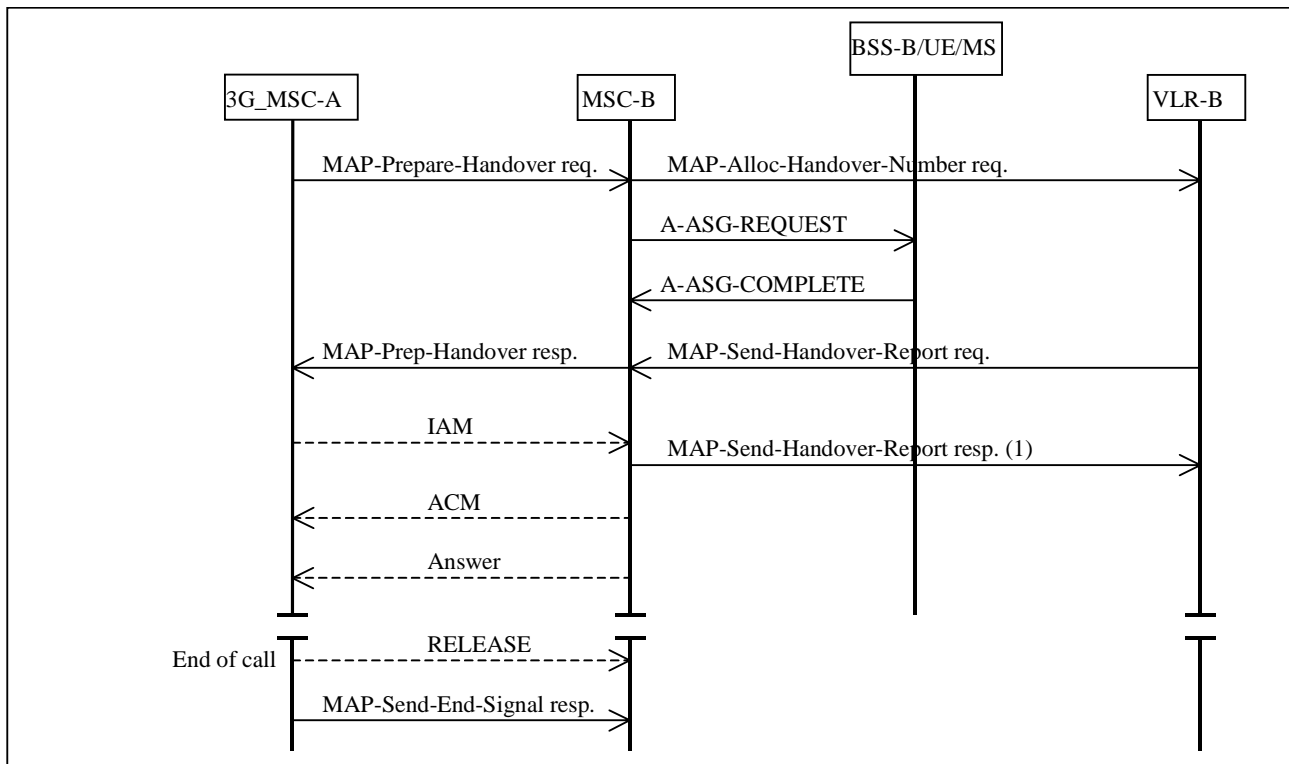 BSS-B/UE/MS
3G_MSC-A
MSC-B
VLR-B
MAP-Prepare-Handover req.
MAP-Alloc-Handover-Number req.
A-ASG-REQUEST
A-ASG-COMPLETE
MAP-Prep-Handover resp.
MAP-Send-Handover-Report req.
IAM
MAP-Send-Handover-Report resp. (1)
ACM
Answer
RELEASE
End of call
MAP-Send-End-Signal resp.